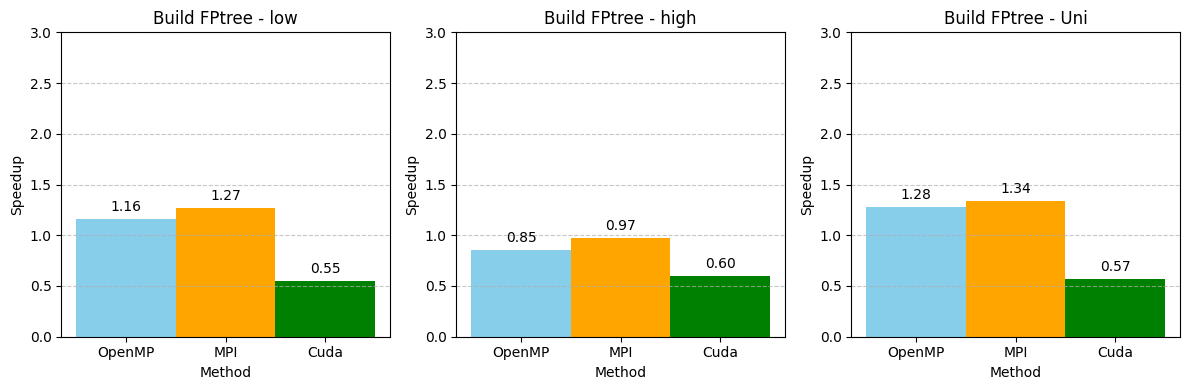 Build FPtree - low
3.0
2.5
2.0
1.5
1.0
0.5
0.0
Speedup
1.16
1.27
0.55
OpenMP MPI Cuda
Method
Build FPtree - high
3.0
2.5
2.0
1.5
1.0
0.5
0.0
Speedup
0.85
0.97
0.60
OpenMP MPI Cuda
Method
Build FPtree - Uni
3.0
2.5
2.0
1.5
1.0
0.5
0.0
Speedup
1.28
1.34
0.57
OpenMP MPI Cuda
Method